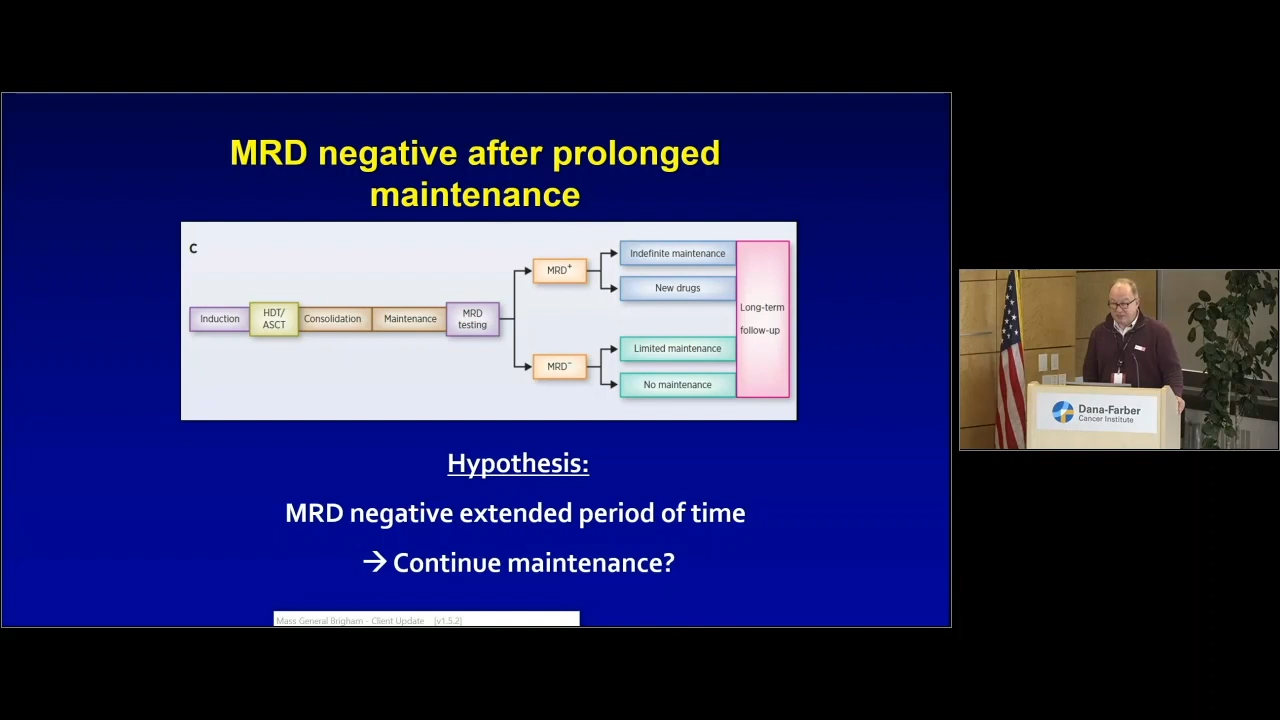 MRD negative after prolonged
maintenance
C
Induction
HDT/
ASCT
Consolidation
Maintenance
MRD
testing
MRD+
MRD−
Indefinite maintenance
New drugs
Limited maintenance
No maintenance
Long-term
follow-up
Hypothesis:
MRD negative extended period of time
→ Continue maintenance?
Mass General Brigham - Client Update [v1.5.2]
Dana-Farber
Cancer Institute